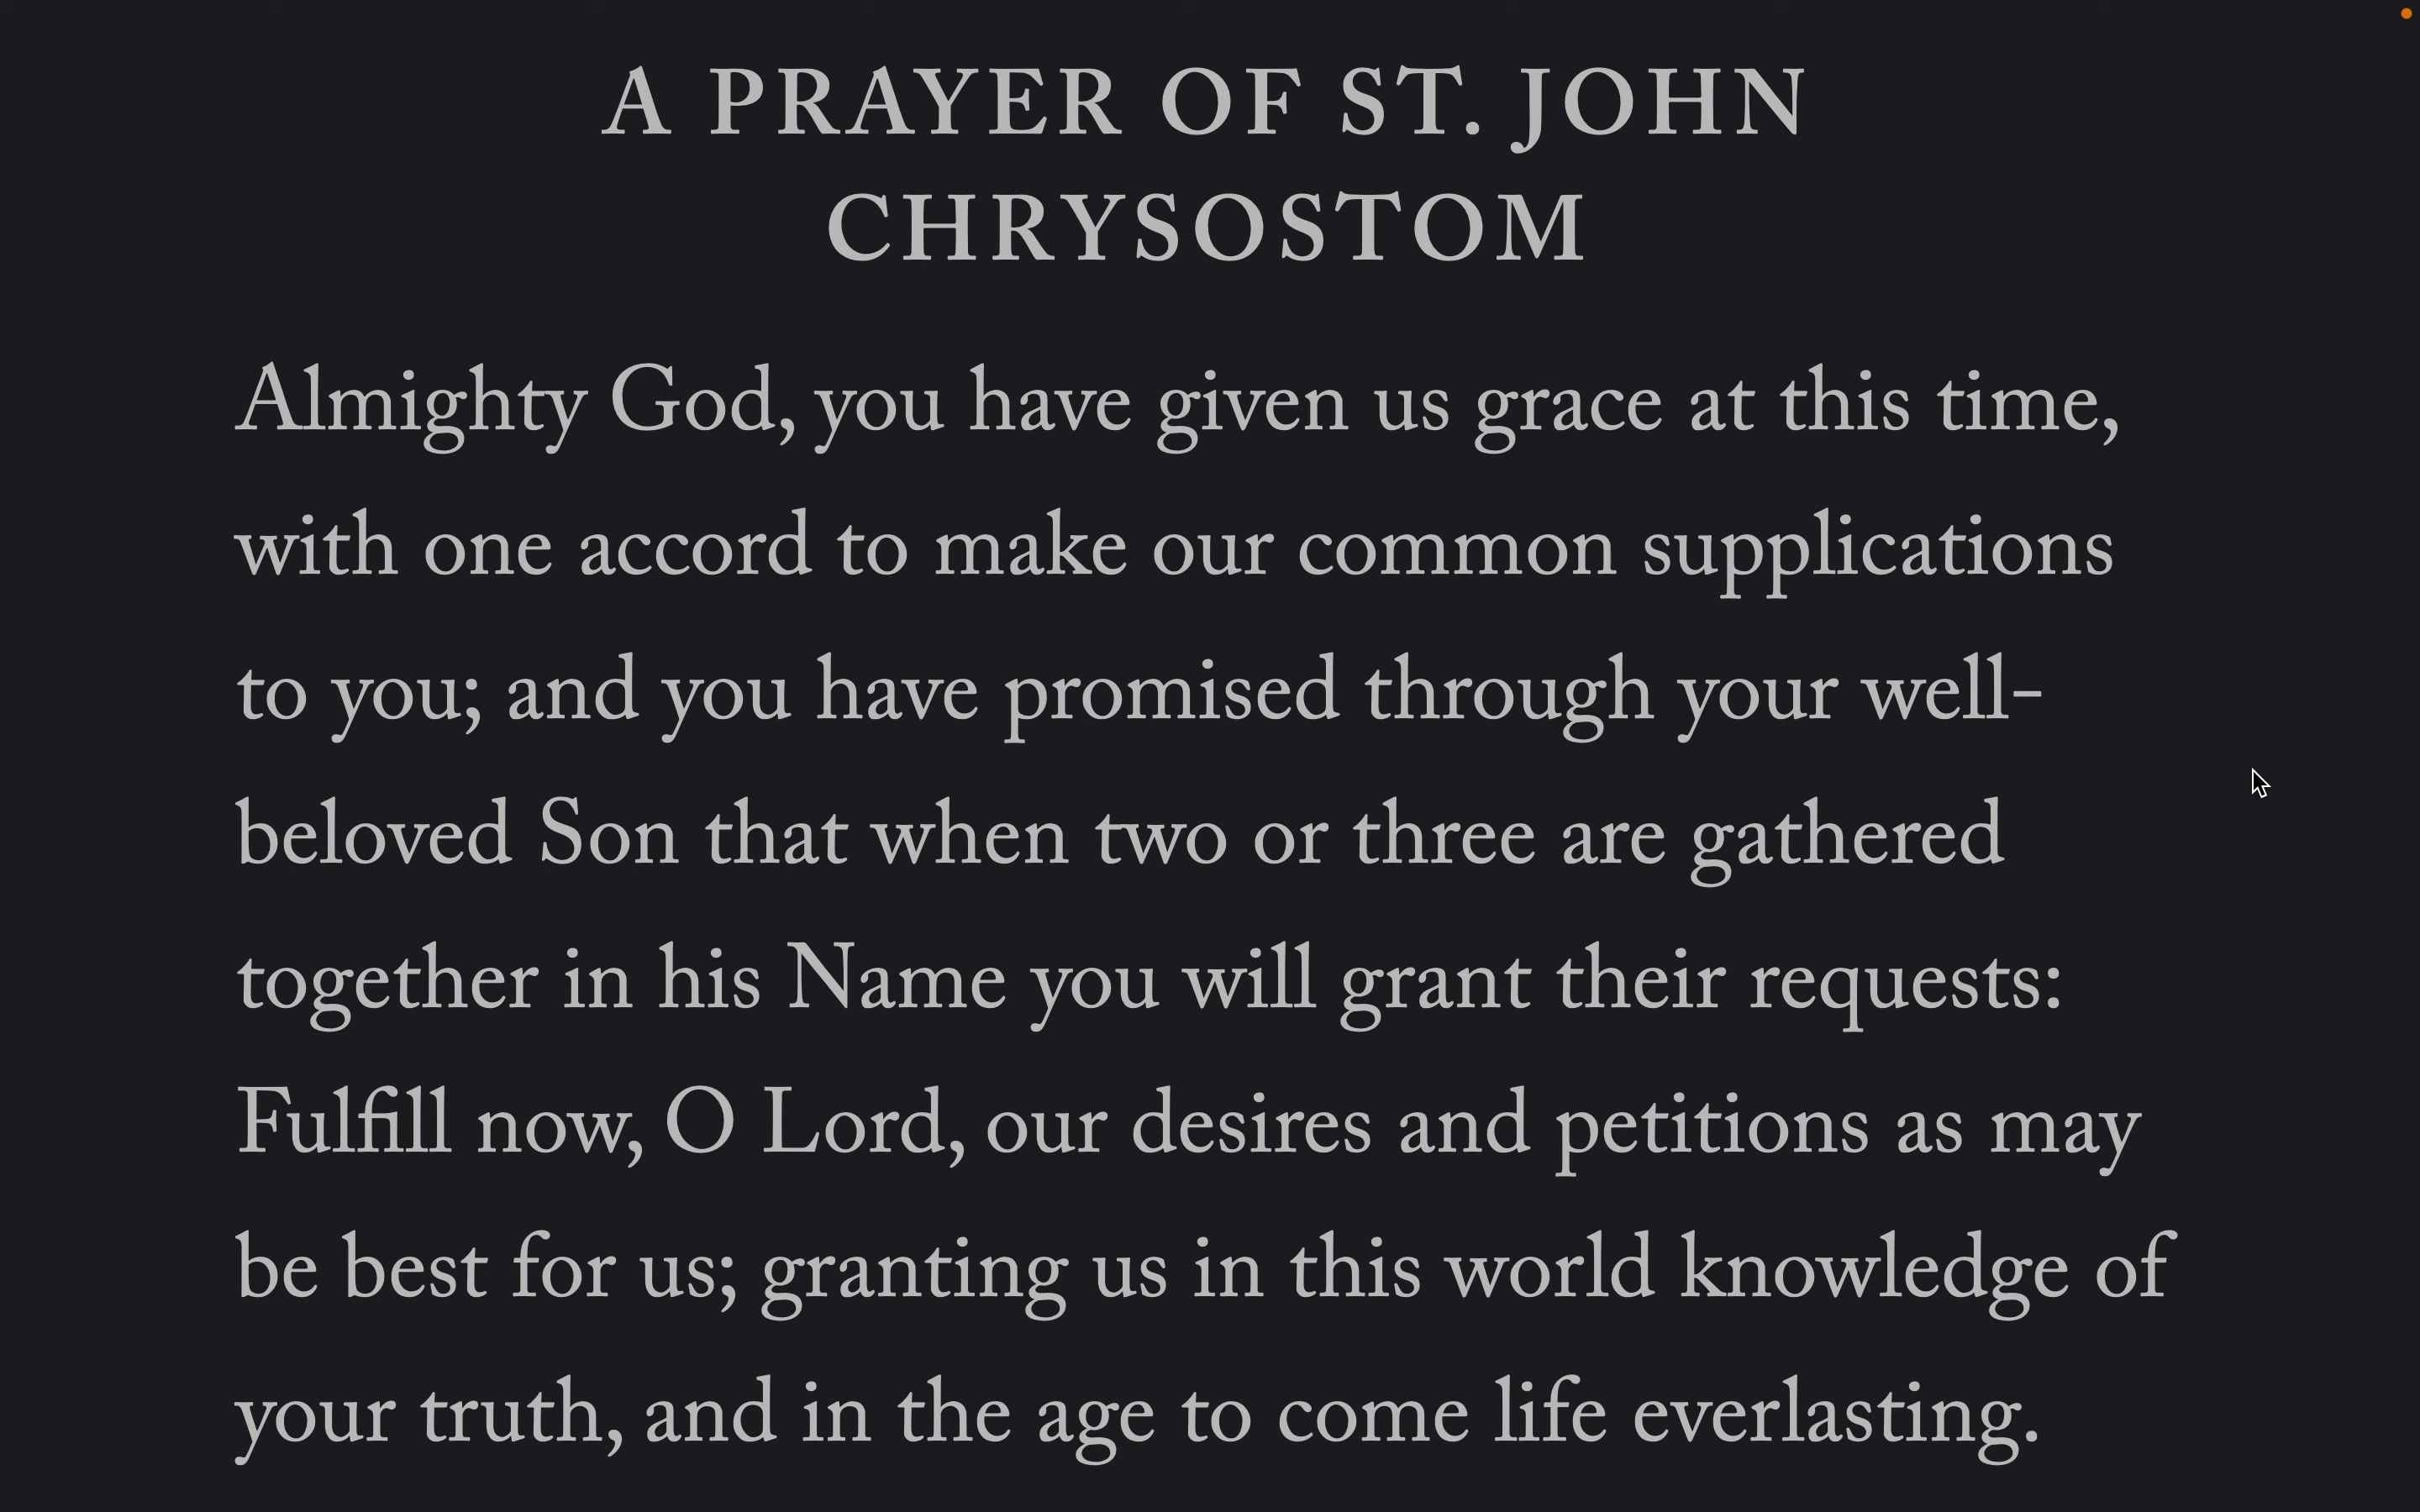 A PRAYER OF ST. JOHN
CHRYSOSTOM
Almighty God, you have given us grace at this time,
with one accord to make our common supplications
to you; and you have promised through your well-
beloved Son that when two or three are gathered
together in his Name you will grant their requests:
Fulfill now, O Lord, our desires and petitions as may
be best for us; granting us in this world knowledge of
your truth, and in the age to come life everlasting.